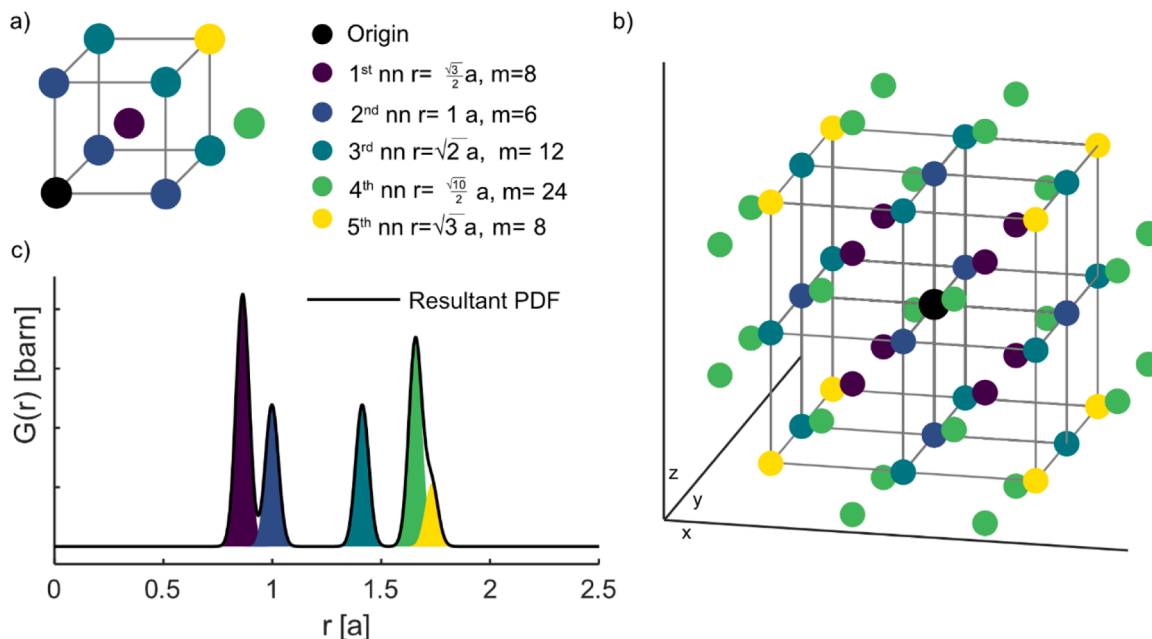 a)
Origin
1st nn r= √3/2 a, m=8
2nd nn r= 1 a, m=6
3rd nn r=√2 a, m= 12
4th nn r= √10/2 a, m= 24
5th nn r=√3 a, m= 8
b)
z
y
x
c)
Resultant PDF
G(r) [barn]
0 0.5 1 1.5 2 2.5
r [a]